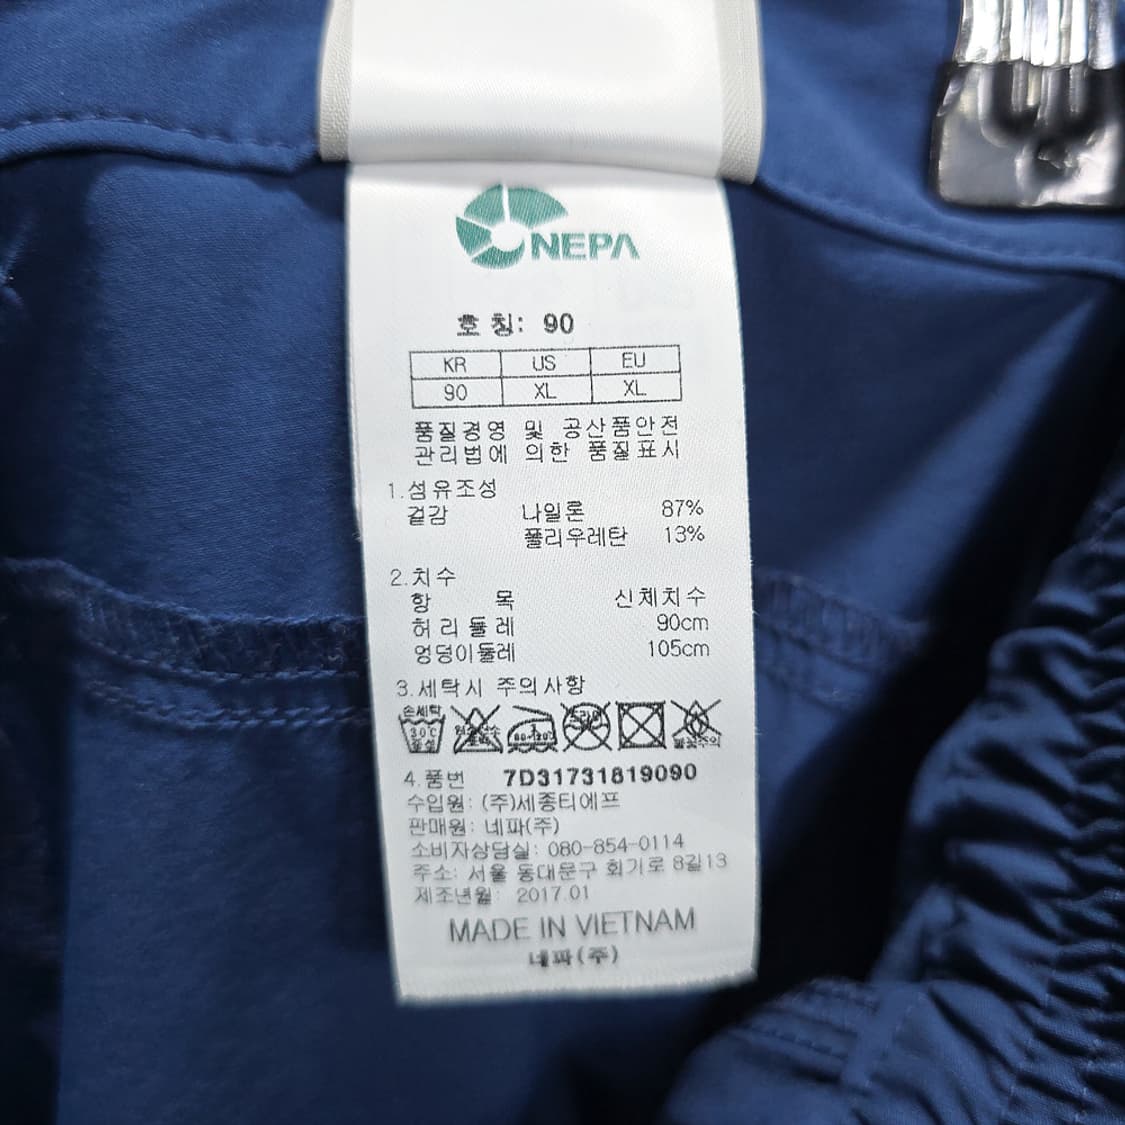 NEPA
호 칭: 90
KR US EU
90 XL XL
품질경영 및 공산품안전
관리법에 의한 품질표시
1.섬유조성
겉감 나일론 87%
폴리우레탄 13%
2.치수
항 목 신체치수
허리둘레 90cm
엉덩이둘레 105cm
3.세탁시 주의사항
손세탁
30℃
중성
4.품번 7D31731819090
수입원: (주)세종티에프
판매원: 네파(주)
소비자상담실: 080-854-0114
주소: 서울 동대문구 회기로 8길13
제조년월: 2017.01
MADE IN VIETNAM
네파(주)